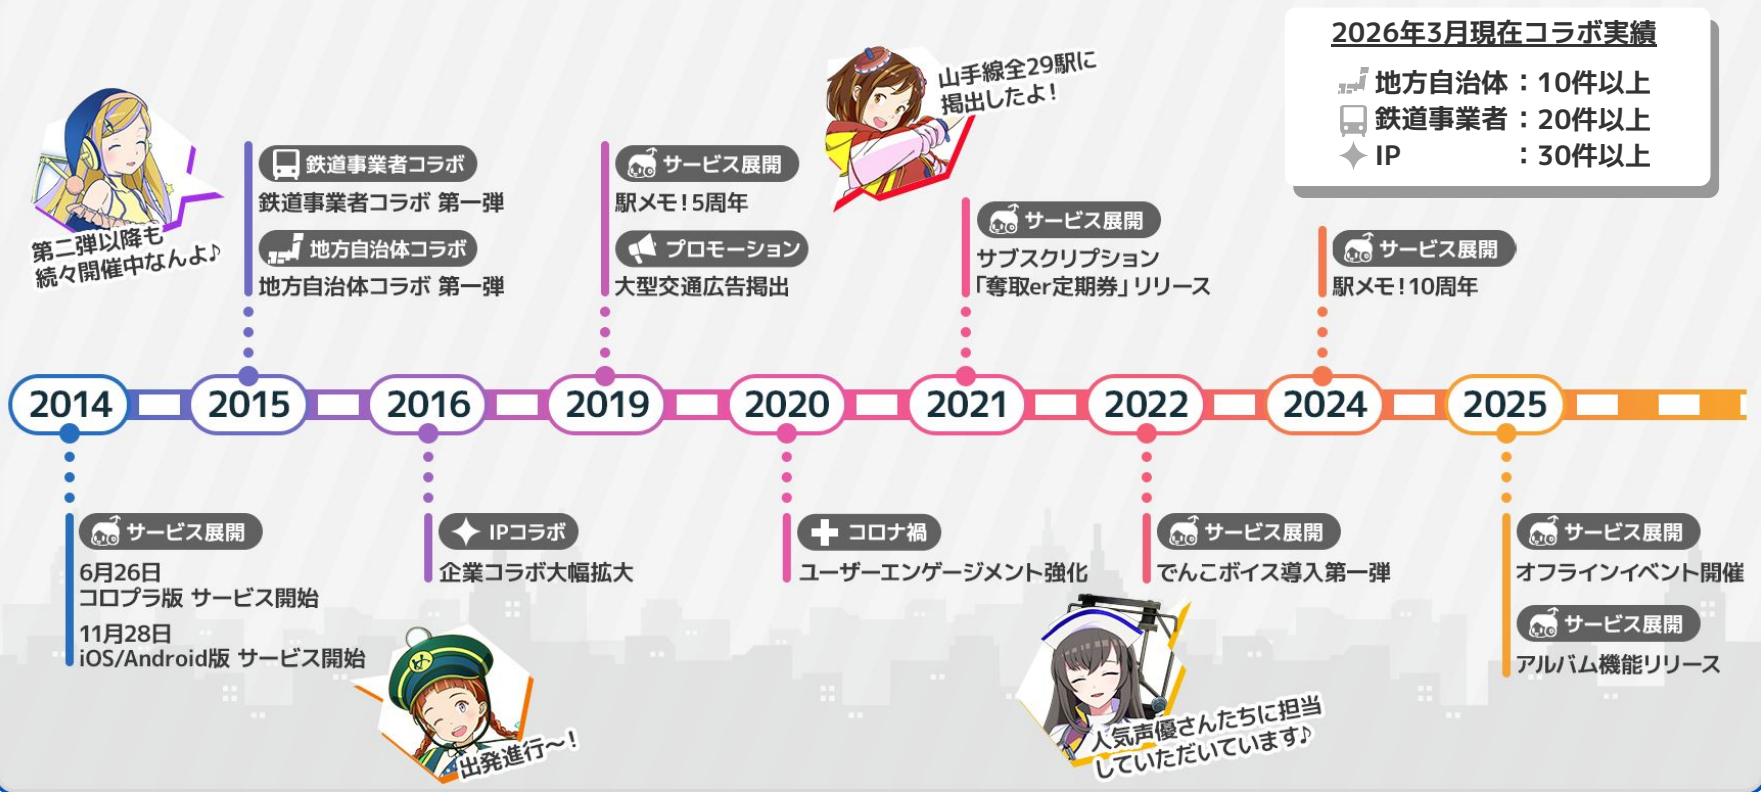 2026年3月現在コラボ実績
地方自治体：10件以上
鉄道事業者：20件以上
IP：30件以上
第二弾以降も
続々開催中なんよ♪
鉄道事業者コラボ
鉄道事業者コラボ 第一弾
地方自治体コラボ
地方自治体コラボ 第一弾
サービス展開
駅メモ！5周年
プロモーション
大型交通広告掲出
山手線全29駅に
掲出したよ！
サービス展開
サブスクリプション
「奪取er定期券」リリース
サービス展開
駅メモ！10周年
2014
2015
2016
2019
2020
2021
2022
2024
2025
サービス展開
6月26日
コロプラ版 サービス開始
11月28日
iOS/Android版 サービス開始
め
出発進行〜！
IPコラボ
企業コラボ大幅拡大
コロナ禍
ユーザーエンゲージメント強化
サービス展開
でんこボイス導入第一弾
人気声優さんたちに担当
していただいています♪
サービス展開
オフラインイベント開催
サービス展開
アルバム機能リリース